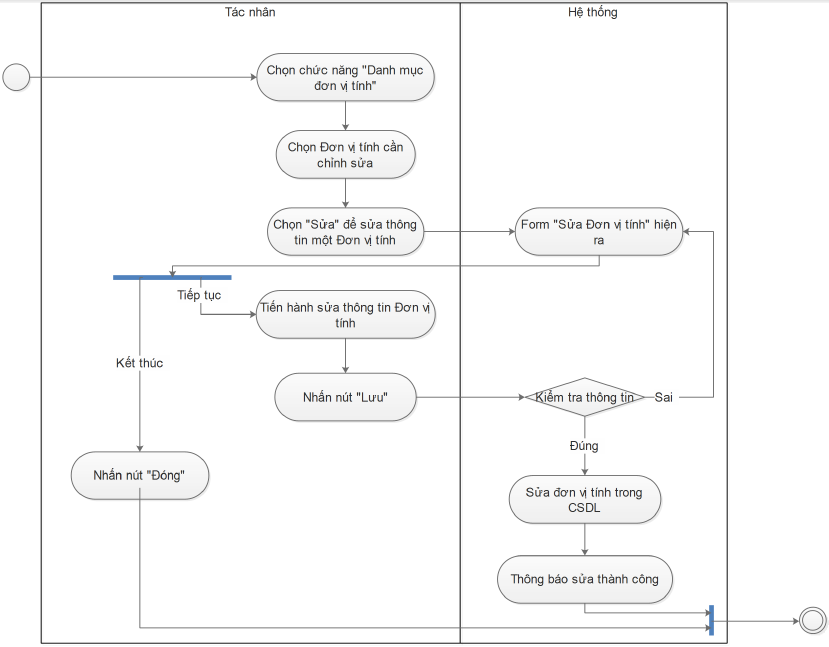 Tác nhân
Hệ thống
Chọn chức năng "Danh mục
đơn vị tính"
Chọn Đơn vị tính cần
chỉnh sửa
Chọn "Sửa" để sửa thông
tin một Đơn vị tính
Form "Sửa Đơn vị tính" hiện
ra
Tiếp tục
Tiến hành sửa thông tin Đơn vị
tính
Kết thúc
Nhấn nút "Lưu"
Kiểm tra thông tin
Sai
Đúng
Nhấn nút "Đóng"
Sửa đơn vị tính trong
CSDL
Thông báo sửa thành công